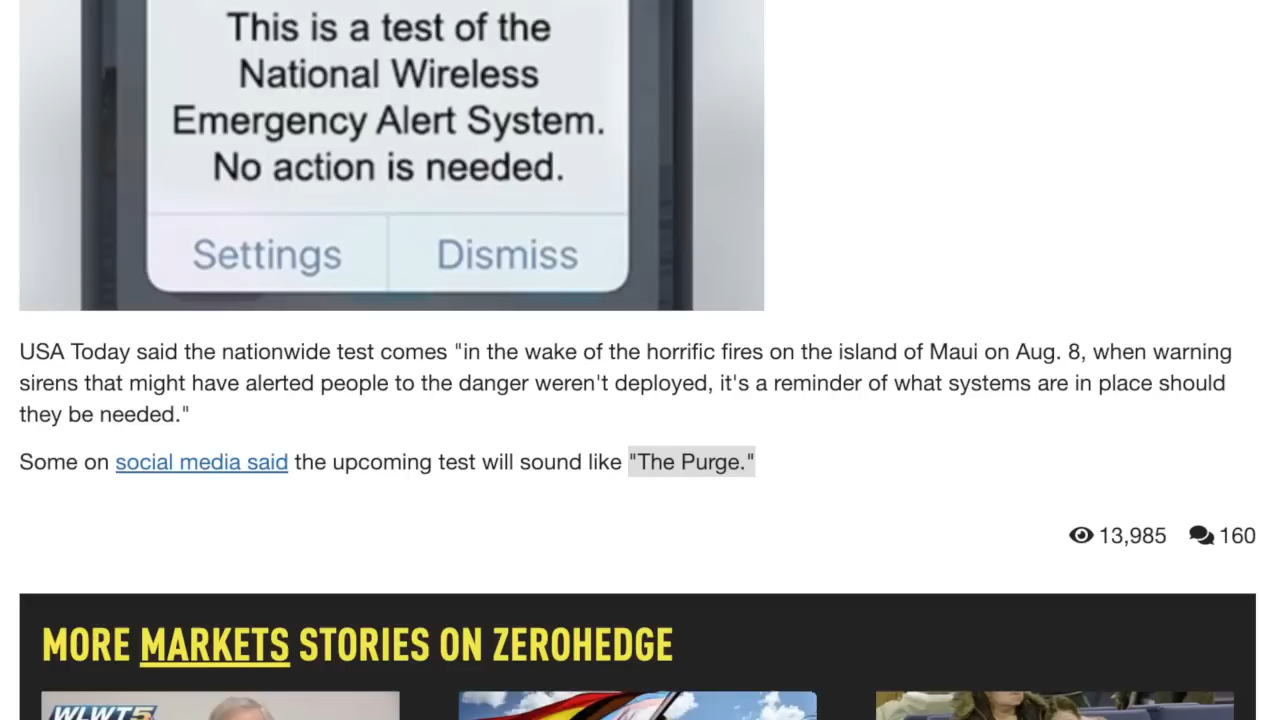 This is a test of the
National Wireless
Emergency Alert System.
No action is needed.
Settings
Dismiss
USA Today said the nationwide test comes "in the wake of the horrific fires on the island of Maui on Aug. 8, when warning
sirens that might have alerted people to the danger weren't deployed, it's a reminder of what systems are in place should
they be needed."
Some on social media said the upcoming test will sound like "The Purge."
13,985
160
MORE MARKETS STORIES ON ZEROHEDGE
WLWT5